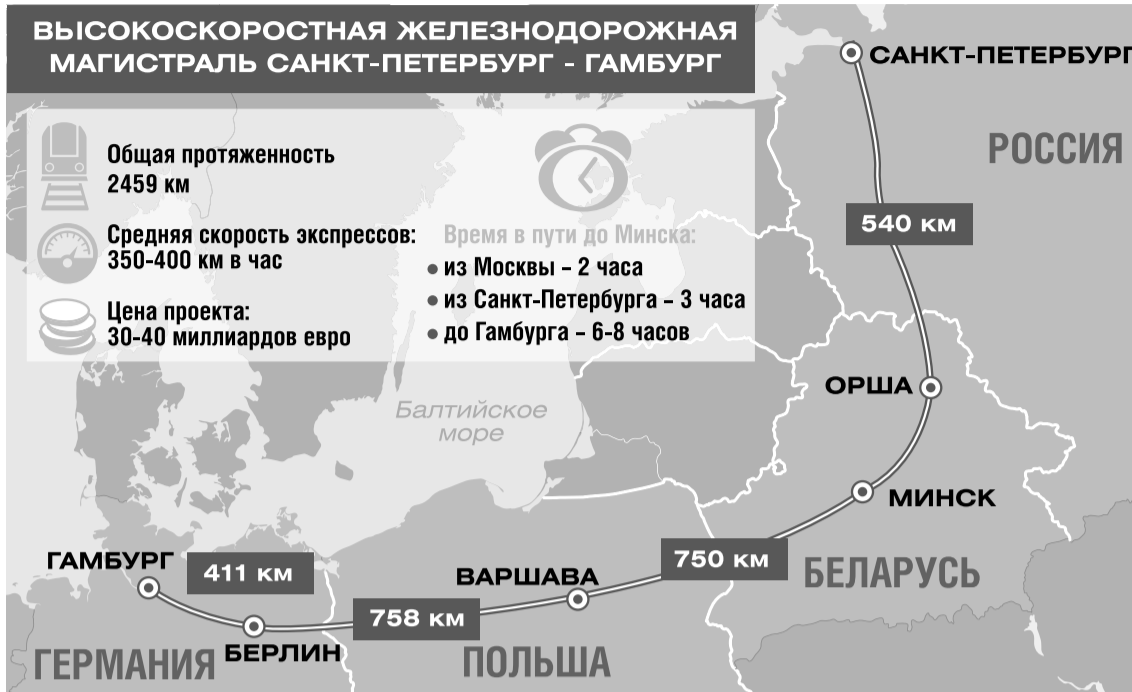 ВЫСОКОСКОРОСТНАЯ ЖЕЛЕЗНОДОРОЖНАЯ
МАГИСТРАЛЬ САНКТ-ПЕТЕРБУРГ - ГАМБУРГ
Общая протяженность
2459 км
Средняя скорость экспрессов:
350-400 км в час
Цена проекта:
30-40 миллиардов евро
Время в пути до Минска:
• из Москвы – 2 часа
• из Санкт-Петербурга – 3 часа
• до Гамбурга – 6-8 часов
САНКТ-ПЕТЕРБУРГ
РОССИЯ
540 км
ОРША
Балтийское
море
МИНСК
БЕЛАРУСЬ
750 км
ВАРШАВА
ПОЛЬША
758 км
ГАМБУРГ
411 км
БЕРЛИН
ГЕРМАНИЯ